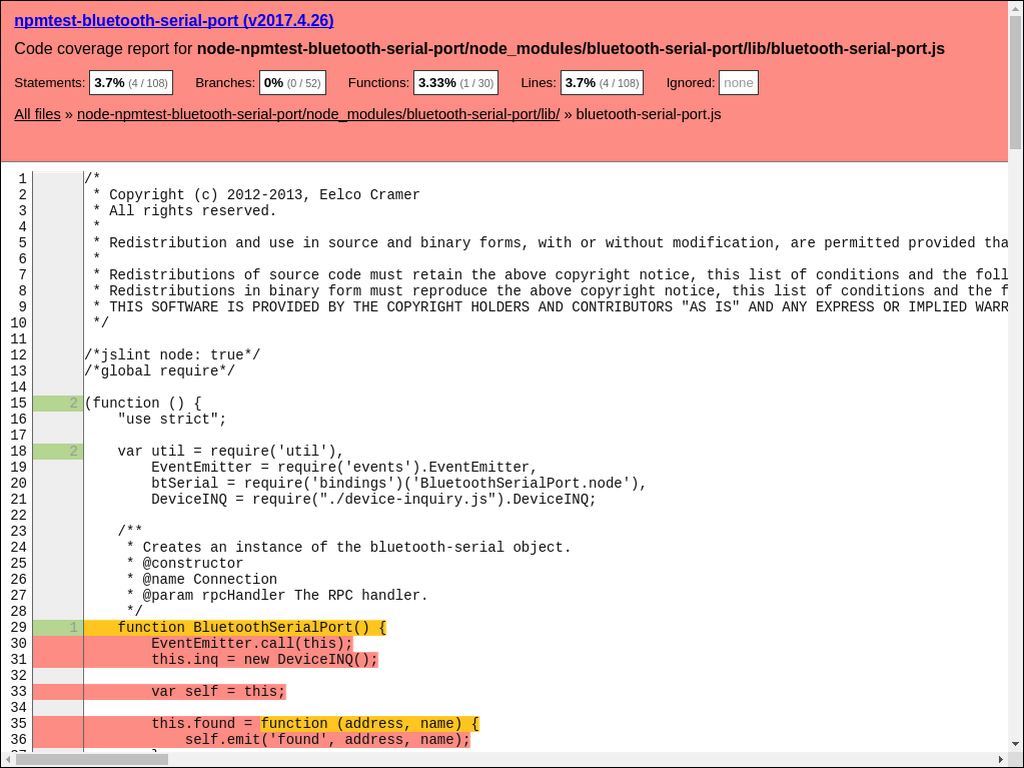 npmtest-bluetooth-serial-port (v2017.4.26)
Code coverage report for node-npmtest-bluetooth-serial-port/node_modules/bluetooth-serial-port/lib/bluetooth-serial-port.js
Statements: 3.7% (4 / 108) Branches: 0% (0 / 52) Functions: 3.33% (1 / 30) Lines: 3.7% (4 / 108) Ignored: none
All files » node-npmtest-bluetooth-serial-port/node_modules/bluetooth-serial-port/lib/ » bluetooth-serial-port.js
1 /*
2  * Copyright (c) 2012-2013, Eelco Cramer
3  * All rights reserved.
4  *
5  * Redistribution and use in source and binary forms, with or without modification, are permitted provided tha
6  *
7  * Redistributions of source code must retain the above copyright notice, this list of conditions and the foll
8  * Redistributions in binary form must reproduce the above copyright notice, this list of conditions and the f
9  * THIS SOFTWARE IS PROVIDED BY THE COPYRIGHT HOLDERS AND CONTRIBUTORS "AS IS" AND ANY EXPRESS OR IMPLIED WARR
10  */
11
12 /*jslint node: true*/
13 /*global require*/
14
15 2 (function () {
16     "use strict";
17
18 2     var util = require('util'),
19         EventEmitter = require('events').EventEmitter,
20         btSerial = require('bindings')('BluetoothSerialPort.node'),
21         DeviceINQ = require("./device-inquiry.js").DeviceINQ;
22
23     /**
24      * Creates an instance of the bluetooth-serial object.
25      * @constructor
26      * @name Connection
27      * @param rpcHandler The RPC handler.
28      */
29 1     function BluetoothSerialPort() {
30         EventEmitter.call(this);
31         this.inq = new DeviceINQ();
32
33         var self = this;
34
35         this.found = function (address, name) {
36             self.emit('found', address, name);